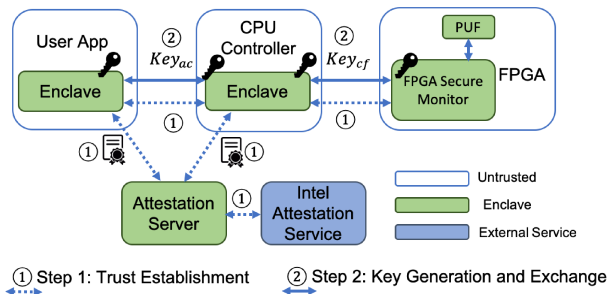 User App
②
Key_ac
CPU
Controller
②
Key_cf
PUF
FPGA
Enclave
Enclave
FPGA Secure
Monitor
①
①
①
①
Attestation
Server
①
Intel
Attestation
Service
Untrusted
Enclave
External Service
① Step 1: Trust Establishment
② Step 2: Key Generation and Exchange